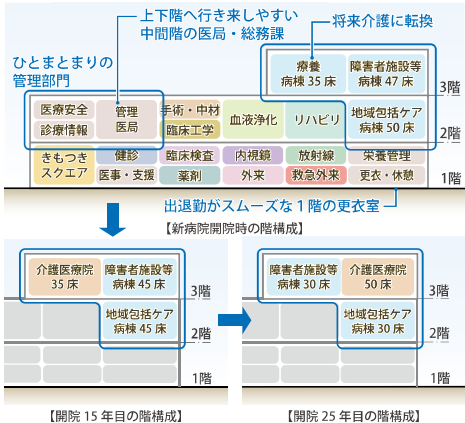 上下階へ行き来しやすい
中間階の医局・総務課
将来介護に転換
ひとまとまりの
管理部門
療養
病棟 35 床
障害者施設等
病棟 47 床
3階
医療安全
診療情報
管理
医局
手術・中材
臨床工学
血液浄化
リハビリ
地域包括ケア
病棟 50 床
2階
きもつき
スクエア
健診
医事・支援
臨床検査
薬剤
内視鏡
外来
放射線
救急外来
栄養管理
更衣・休憩
1階
出退勤がスムーズな1階の更衣室
【新病院開院時の階構成】
介護医療院
35 床
障害者施設等
病棟 45 床
3階
地域包括ケア
病棟 45 床
2階
1階
【開院 15 年目の階構成】
障害者施設等
病棟 30 床
介護医療院
50 床
3階
地域包括ケア
病棟 30 床
2階
1階
【開院 25 年目の階構成】